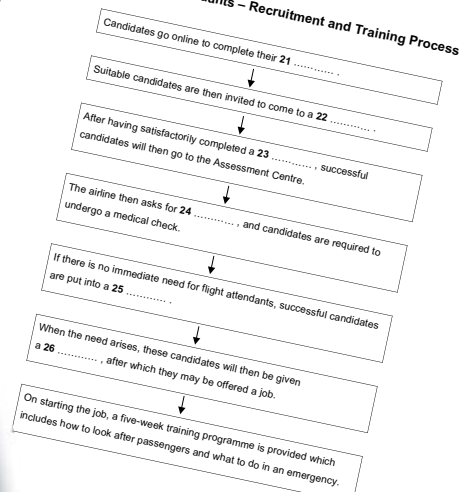 – Recruitment and Training Process
Candidates go online to complete their 21 ............ .
Suitable candidates are then invited to come to a 22 ............ .
After having satisfactorily completed a 23 ............ , successful
candidates will then go to the Assessment Centre.
The airline then asks for 24 ............ , and candidates are required to
undergo a medical check.
If there is no immediate need for flight attendants, successful candidates
are put into a 25 ............ .
When the need arises, these candidates will then be given
a 26 ............ , after which they may be offered a job.
On starting the job, a five-week training programme is provided which
includes how to look after passengers and what to do in an emergency.